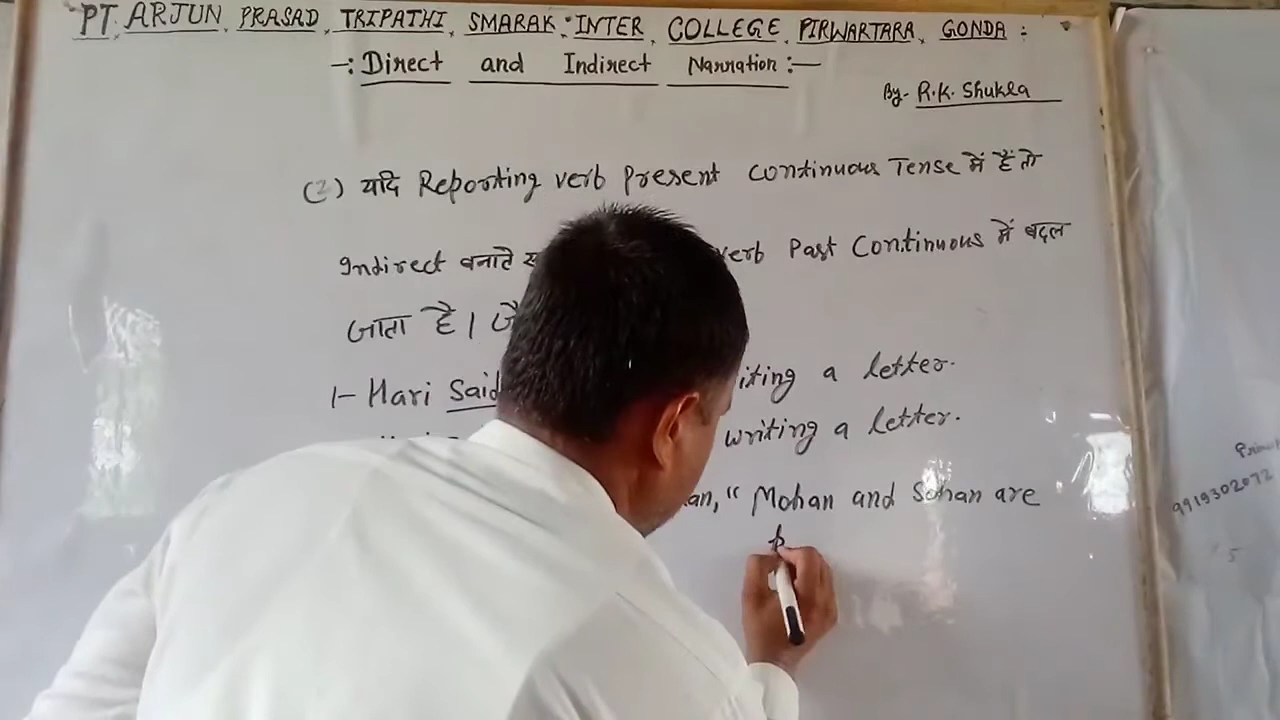 PT. ARJUN PRASAD TRIPATHI SMARAK INTER COLLEGE PIRWARTARA, GONDA :
-: Direct and Indirect Narration :-
By- R.K. Shukla
(2) यदि Reporting verb Present Continuous Tense में हैं तो
Indirect बनाते verb Past Continuous में बदल
जाता है।
1- Hari Said iting a letter.
writing a letter.
an, “ Mohan and Sohan are
p
9919302072
5